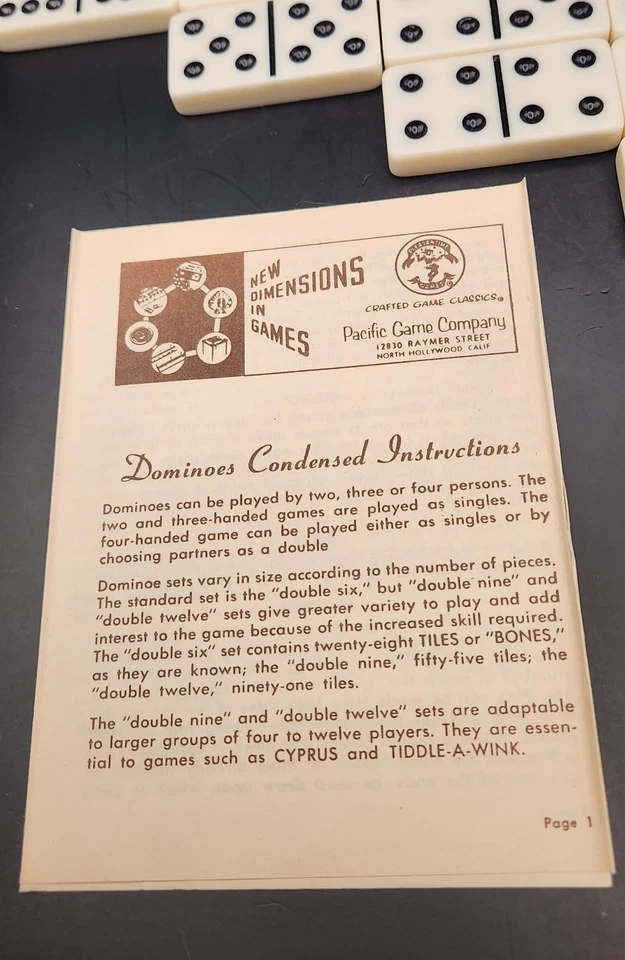 NEW
DIMENSIONS
IN
GAMES
GAMES
CRAFTED GAME CLASSICS®
Pacific Game Company
12830 RAYMER STREET
NORTH HOLLYWOOD, CALIF
Dominoes Condensed Instructions
Dominoes can be played by two, three or four persons. The
two and three-handed games are played as singles. The
four-handed game can be played either as singles or by
choosing partners as a double
Dominoe sets vary in size according to the number of pieces.
The standard set is the "double six," but "double nine" and
"double twelve" sets give greater variety to play and add
interest to the game because of the increased skill required.
The "double six" set contains twenty-eight TILES or "BONES,"
as they are known; the "double nine," fifty-five tiles; the
"double twelve," ninety-one tiles.
The "double nine" and "double twelve" sets are adaptable
to larger groups of four to twelve players. They are essen-
tial to games such as CYPRUS and TIDDLE-A-WINK.
Page 1